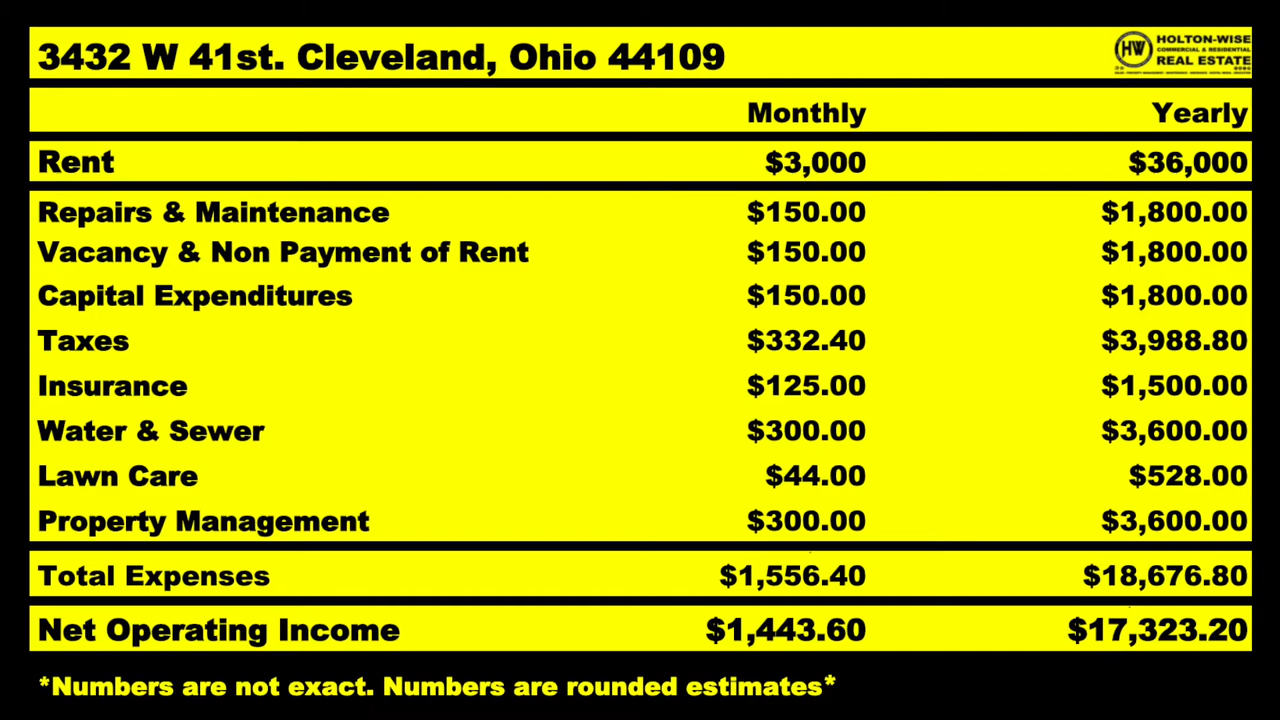 3432 W 41st. Cleveland, Ohio 44109
HW
HOLTON-WISE
COMMERCIAL & RESIDENTIAL
REAL ESTATE
Monthly Yearly
Rent $3,000 $36,000
Repairs & Maintenance $150.00 $1,800.00
Vacancy & Non Payment of Rent $150.00 $1,800.00
Capital Expenditures $150.00 $1,800.00
Taxes $332.40 $3,988.80
Insurance $125.00 $1,500.00
Water & Sewer $300.00 $3,600.00
Lawn Care $44.00 $528.00
Property Management $300.00 $3,600.00
Total Expenses $1,556.40 $18,676.80
Net Operating Income $1,443.60 $17,323.20
*Numbers are not exact. Numbers are rounded estimates*